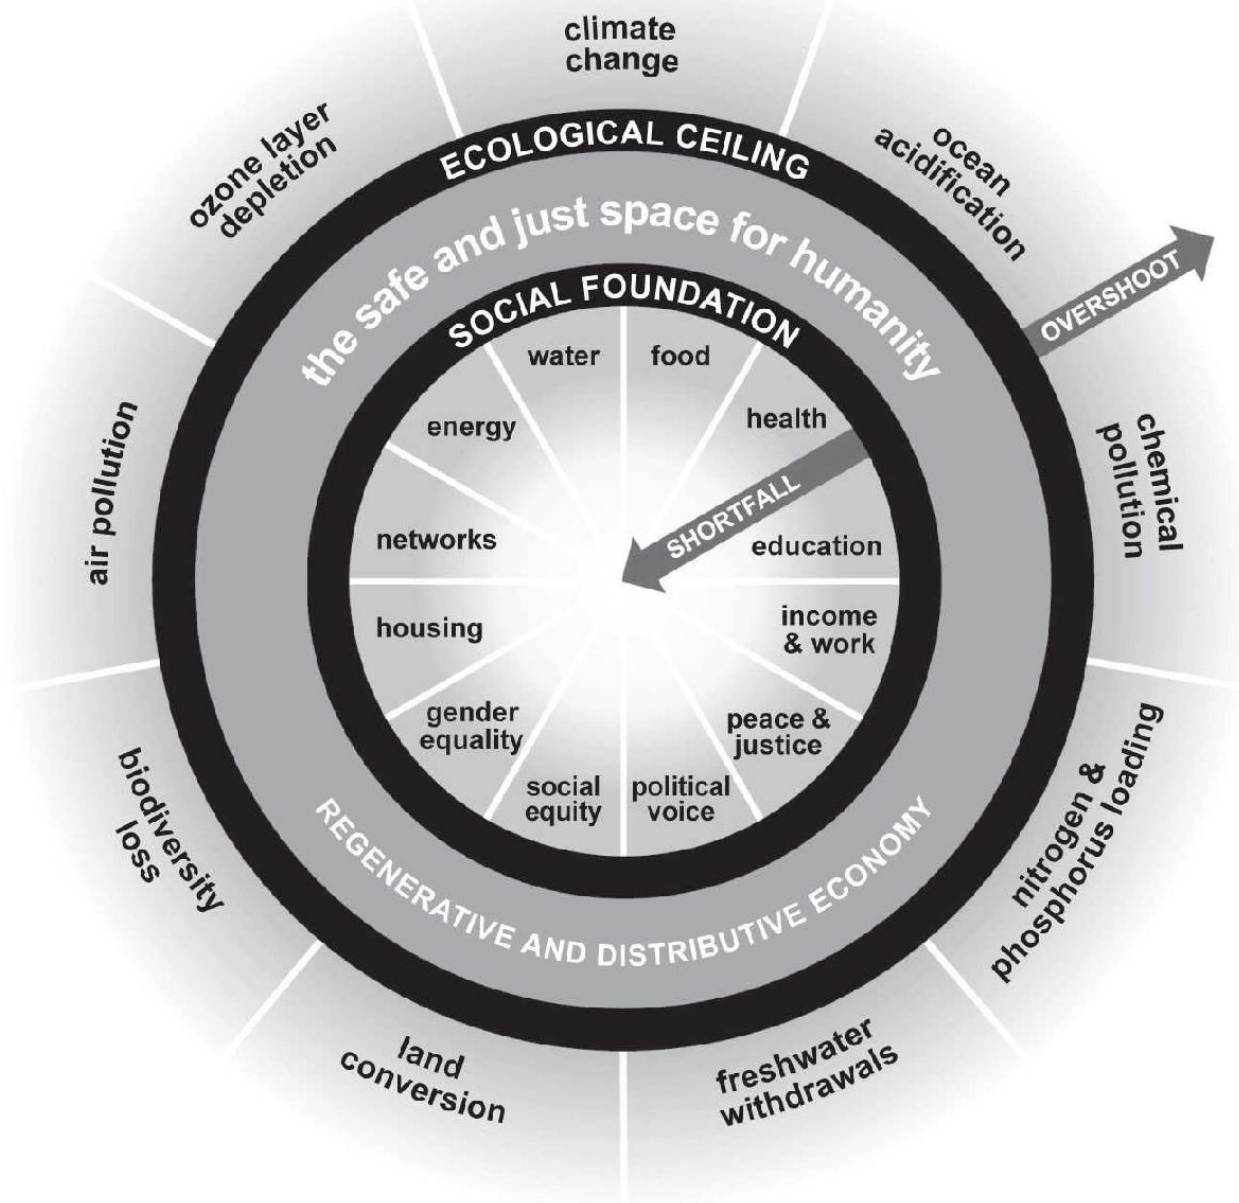 climate
change
ozone layer
depletion
ocean
acidification
ECOLOGICAL CEILING
the safe and just space for humanity
OVERSHOOT
SOCIAL FOUNDATION
water
food
energy
health
SHORTFALL
networks
education
air pollution
chemical
pollution
housing
income
& work
gender
equality
peace &
justice
social
equity
political
voice
biodiversity
loss
nitrogen &
phosphorus loading
REGENERATIVE AND DISTRIBUTIVE ECONOMY
land
conversion
freshwater
withdrawals